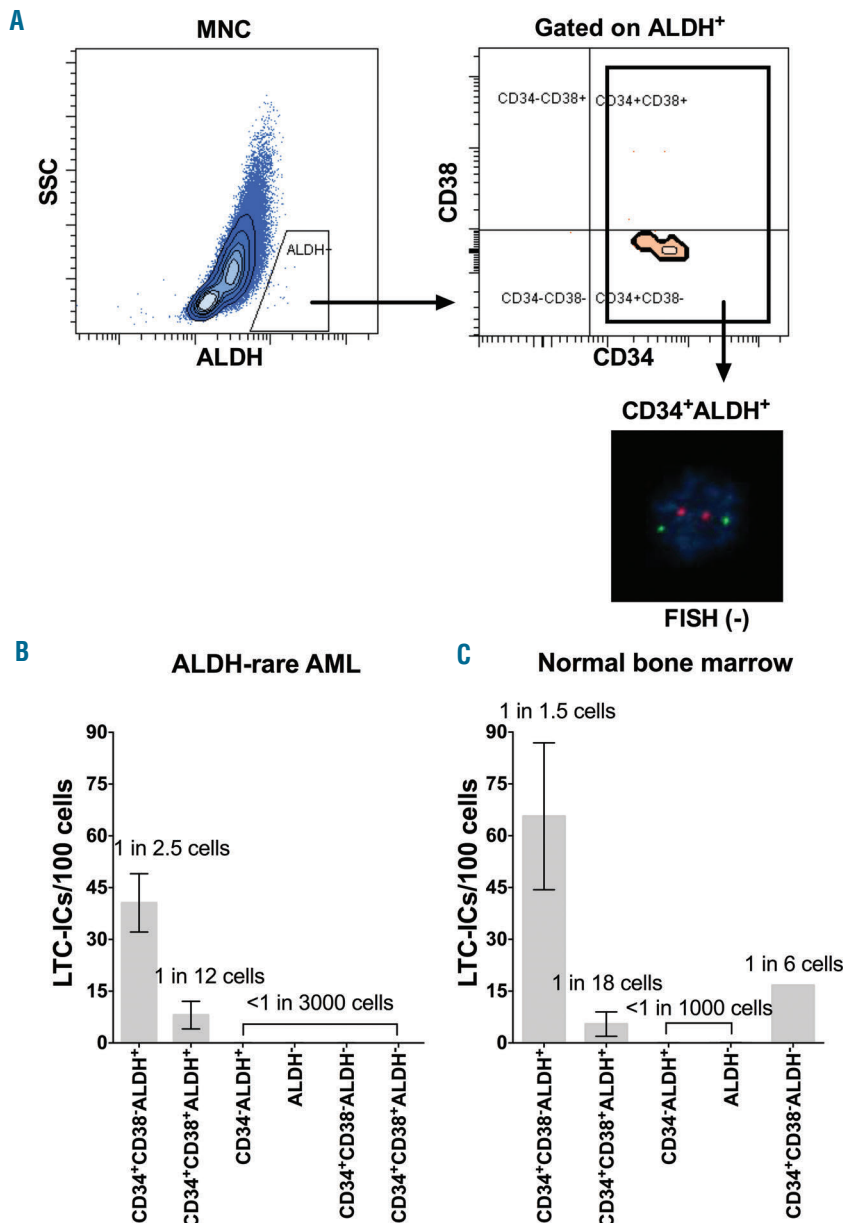 A
MNC
SSC
ALDH+
ALDH
Gated on ALDH⁺
CD38
CD34-CD38+
CD34+CD38+
CD34-CD38-
CD34+CD38-
CD34
CD34⁺ALDH⁺
FISH (-)
B
ALDH-rare AML
LTC-ICs/100 cells
90
75
60
45
30
15
0
1 in 2.5 cells
1 in 12 cells
<1 in 3000 cells
CD34⁺CD38⁻ALDH⁺
CD34⁺CD38⁺ALDH⁺
CD34⁻ALDH⁺
ALDH⁻
CD34⁺CD38⁻ALDH⁻
CD34⁺CD38⁺ALDH⁻
C
Normal bone marrow
LTC-ICs/100 cells
90
75
60
45
30
15
0
1 in 1.5 cells
1 in 18 cells
<1 in 1000 cells
1 in 6 cells
CD34⁺CD38⁻ALDH⁺
CD34⁺CD38⁺ALDH⁺
CD34⁻ALDH⁺
ALDH⁻
CD34⁺CD38⁻ALDH⁻